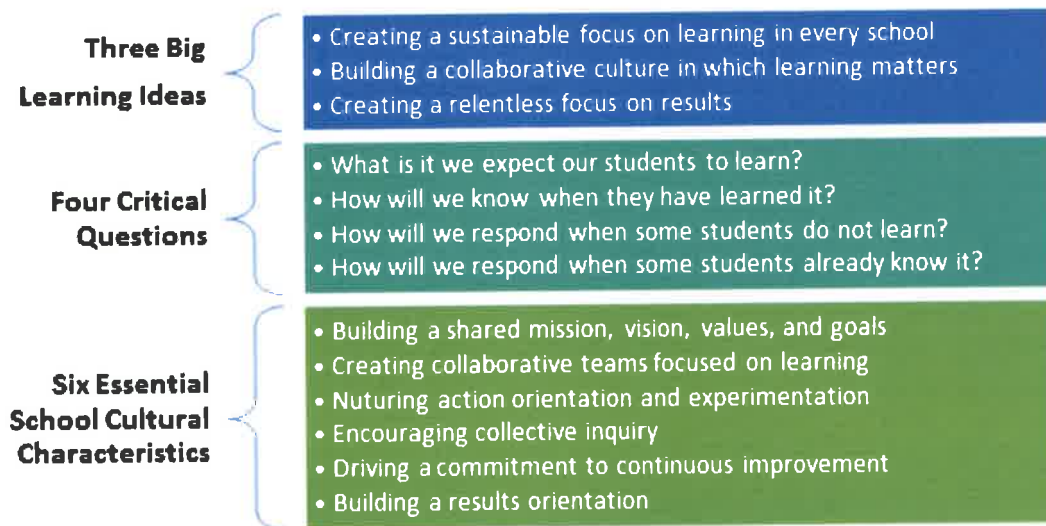 Three Big
Learning Ideas
• Creating a sustainable focus on learning in every school
• Building a collaborative culture in which learning matters
• Creating a relentless focus on results
Four Critical
Questions
• What is it we expect our students to learn?
• How will we know when they have learned it?
• How will we respond when some students do not learn?
• How will we respond when some students already know it?
Six Essential
School Cultural
Characteristics
• Building a shared mission, vision, values, and goals
• Creating collaborative teams focused on learning
• Nuturing action orientation and experimentation
• Encouraging collective inquiry
• Driving a commitment to continuous improvement
• Building a results orientation